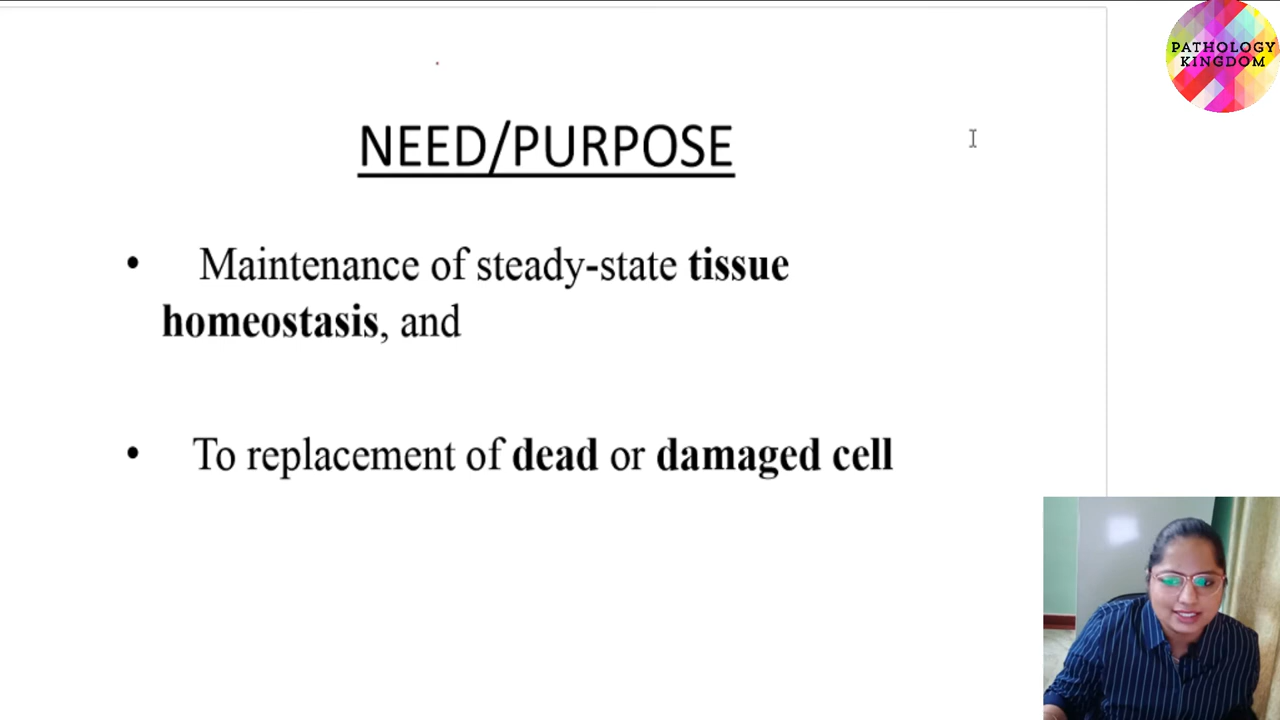 PATHOLOGY
KINGDOM
NEED/PURPOSE
• Maintenance of steady-state tissue
homeostasis, and
• To replacement of dead or damaged cell